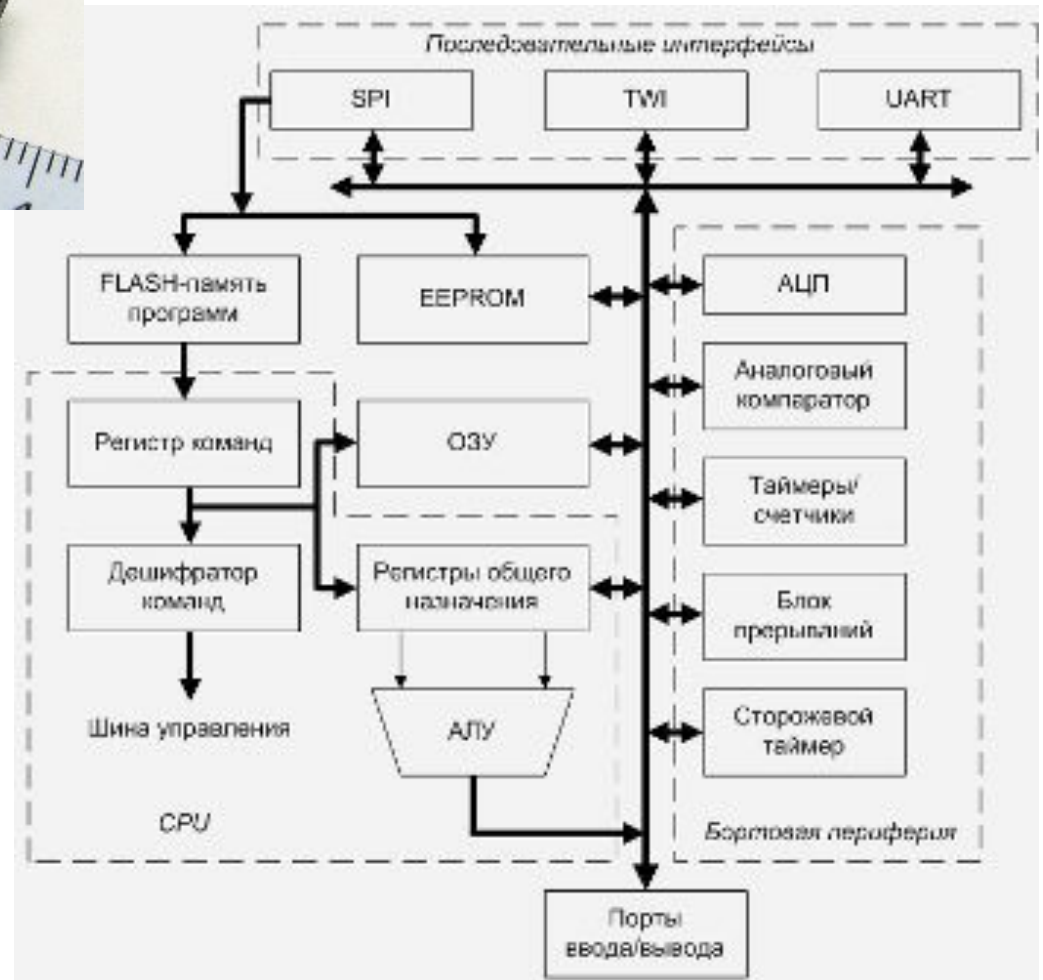 Последовательные интерфейсы
SPI
TWI
UART
FLASH-память
программ
EEPROM
АЦП
Аналоговый
компаратор
Регистр команд
ОЗУ
Таймеры/
счетчики
Дешифратор
команд
Регистры общего
назначения
Блок
прерываний
Шина управления
АЛУ
Сторожевой
таймер
CPU
Бортовая периферия
Порты
ввода/вывода